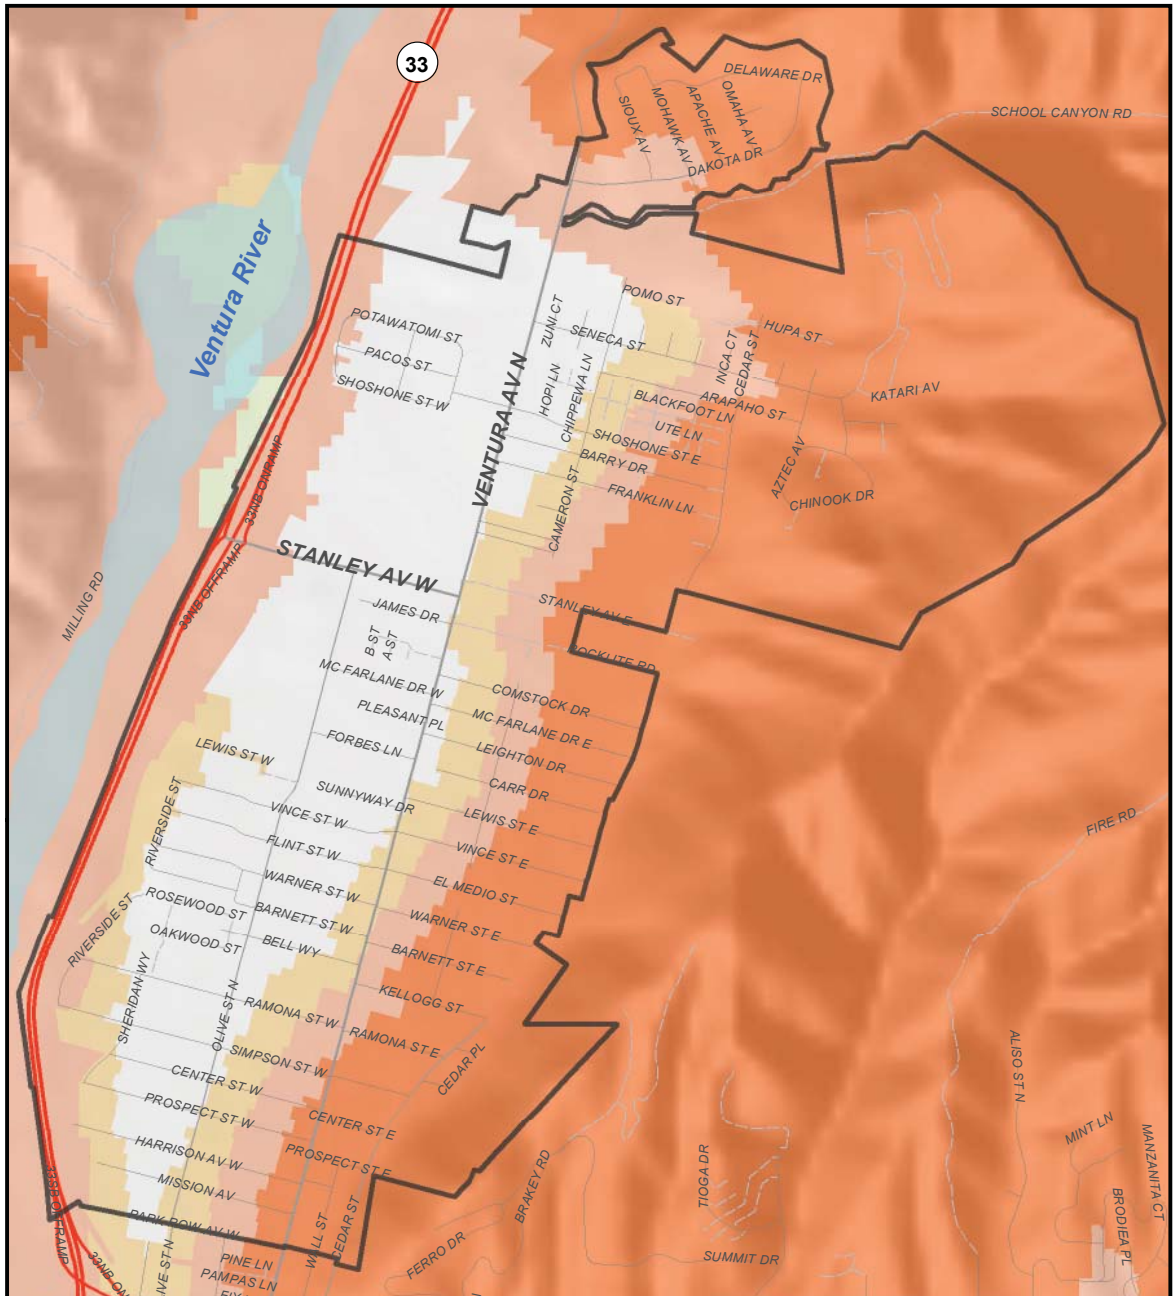 33
DELAWARE DR
SIOUX AV
MOHAWK AV
APACHE AV
OMAHA AV
DAKOTA DR
SCHOOL CANYON RD
Ventura River
POMO ST
ZUNI CT
SENECA ST
HUPA ST
POTAWATOMI ST
PACOS ST
SHOSHONE ST W
HOPI LN
CHIPPEWA LN
INCA CT
CEDAR ST
KATARI AV
ARAPAHO ST
BLACKFOOT LN
UTE LN
SHOSHONE ST E
BARRY DR
FRANKLIN LN
AZTEC AV
CHINOOK DR
VENTURA AV N
CAMERON ST
33NB ONRAMP
STANLEY AV W
33NB OFFRAMP
MILLING RD
STANLEY AV E
JAMES DR
B ST
A ST
ROCKLITE RD
MC FARLANE DR W
COMSTOCK DR
PLEASANT PL
MC FARLANE DR E
FORBES LN
LEIGHTON DR
LEWIS ST W
CARR DR
SUNNYWAY DR
RIVERSIDE ST
VINCE ST W
LEWIS ST E
FIRE RD
FLINT ST W
VINCE ST E
WARNER ST W
EL MEDIO ST
ROSEWOOD ST
BARNETT ST W
WARNER ST E
RIVERSIDE ST
OAKWOOD ST
BELL WY
BARNETT ST E
SHERIDAN WY
OLIVE ST N
KELLOGG ST
RAMONA ST W
RAMONA ST E
SIMPSON ST W
CEDAR PL
ALISO ST N
CENTER ST W
PROSPECT ST W
CENTER ST E
MINT LN
MANZANITA CT
HARRISON AV W
PROSPECT ST E
TIOGA DR
BRAKEY RD
MISSION AV
BRODIEA PL
33SB OFFRAMP
PARK ROW AV W
WALL ST
CEDAR ST
FERRO DR
SUMMIT DR
PINE LN
PAMPAS LN